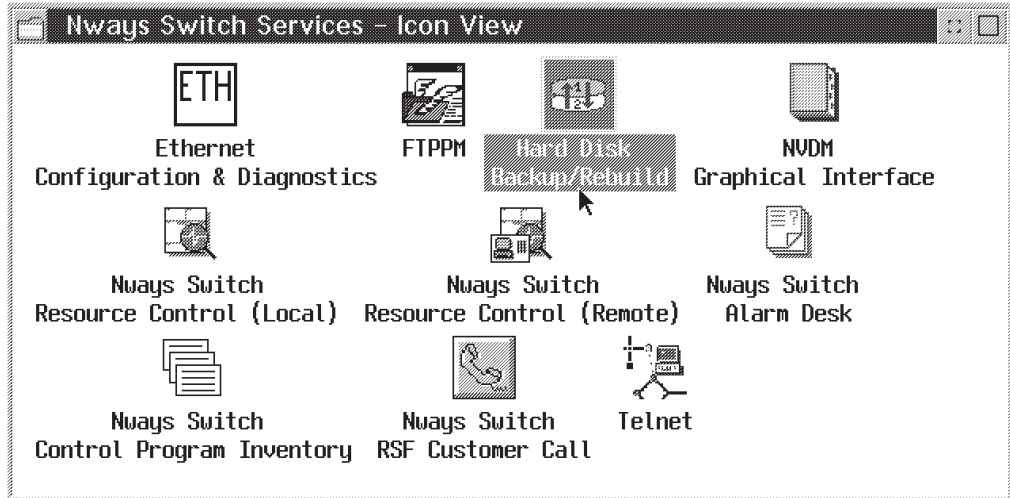 Nways Switch Services - Icon View
ETH
Ethernet
Configuration & Diagnostics
FTPPM
1
2
Hard Disk
Backup/Rebuild
NVDM
Graphical Interface
Nways Switch
Resource Control (Local)
Nways Switch
Resource Control (Remote)
?
Nways Switch
Alarm Desk
Nways Switch
Control Program Inventory
Nways Switch
RSF Customer Call
Telnet